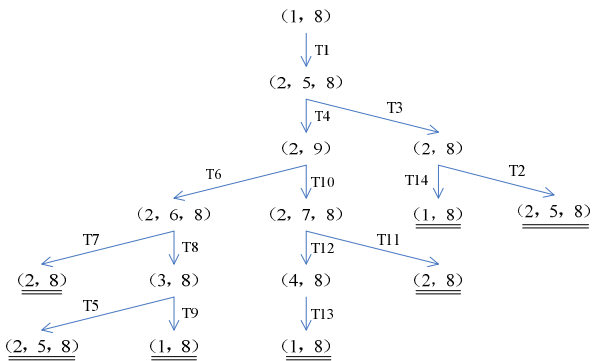 （1，8）
T1
（2，5，8）
T4 T3
（2，9）（2，8）
T6 T10 T14 T2
（2，6，8）（2，7，8）（1，8）（2，5，8）
T7 T8 T12 T11
（2，8）（3，8）（4，8）（2，8）
T5 T9 T13
（2，5，8）（1，8）（1，8）